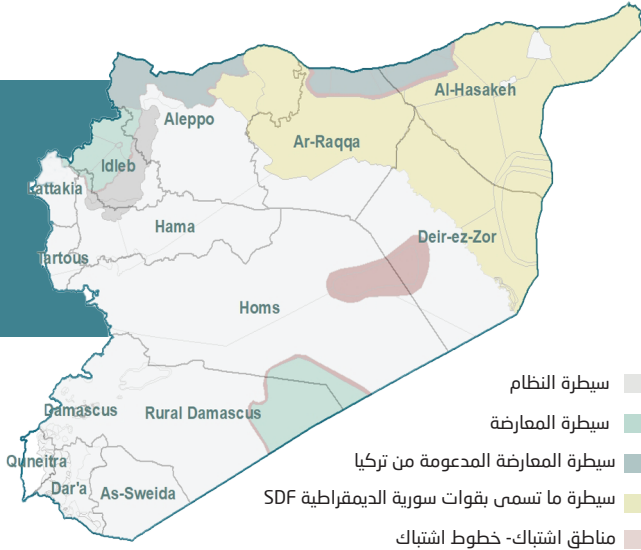 Al-Hasakeh
Aleppo
Ar-Raqqa
Idleb
Lattakia
Hama
Deir-ez-Zor
Tartous
Homs
سيطرة النظام
Damascus
Rural Damascus
سيطرة المعارضة
Quneitra
سيطرة المعارضة المدعومة من تركيا
Dar'a
As-Sweida
سيطرة ما تسمى بقوات سورية الديمقراطية SDF
مناطق اشتباك- خطوط اشتباك